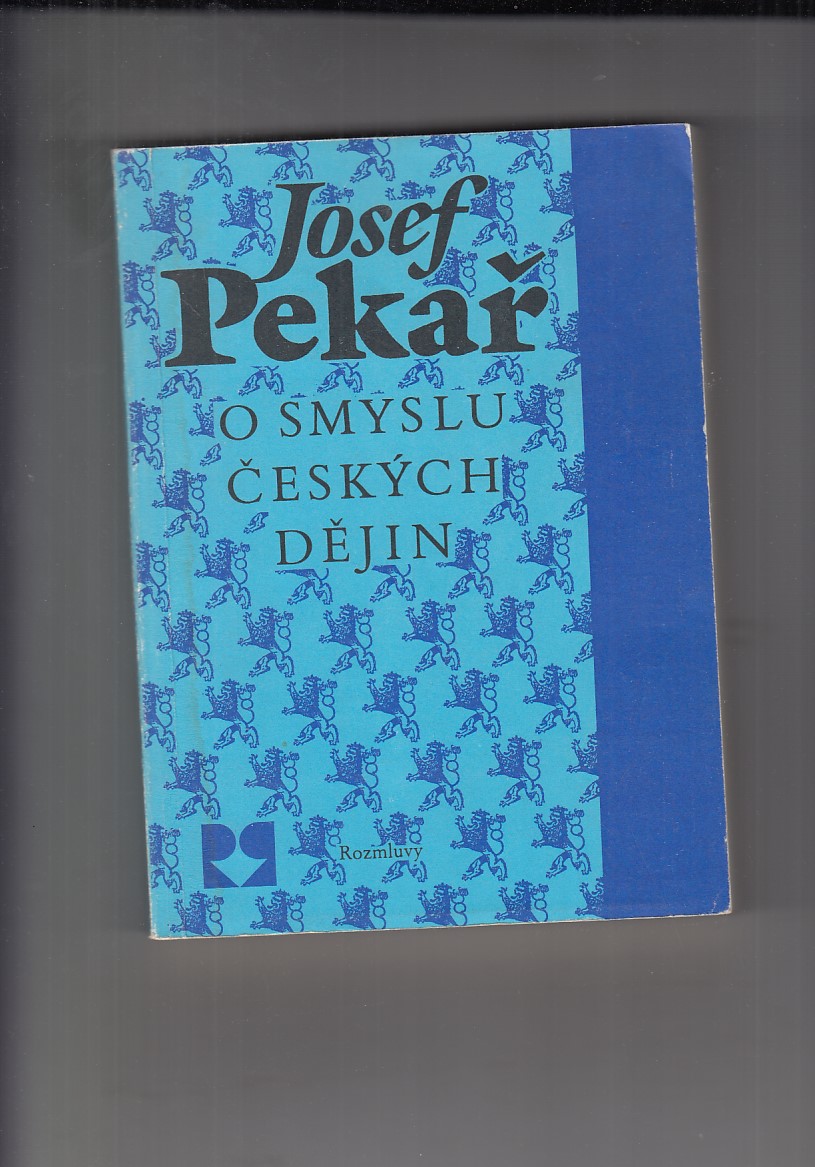 Josef
Pekař
O SMYSLU
ČESKÝCH
DĚJIN
Rozmluvy